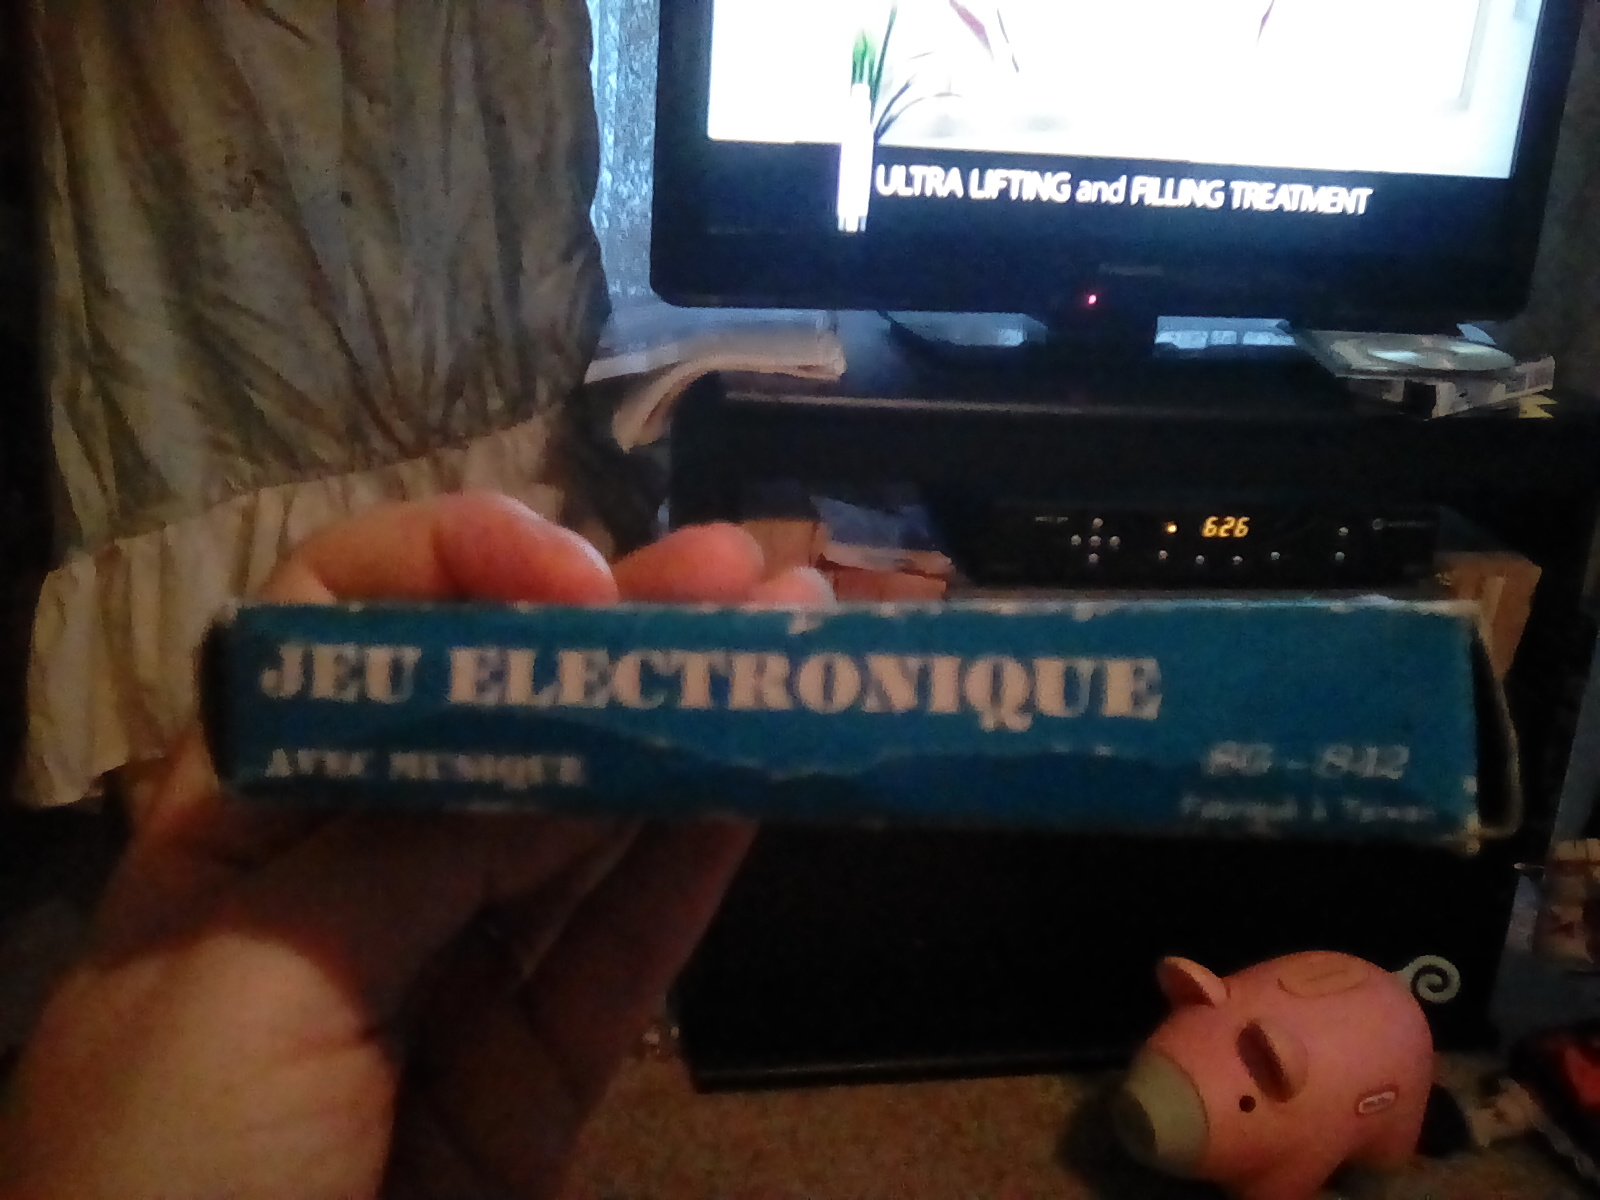 ULTRA LIFTING and FILLING TREATMENT
626
JEU ELECTRONIQUE
AVEC MUSIQUE
SG - 842
Fabriqué à Taiwan